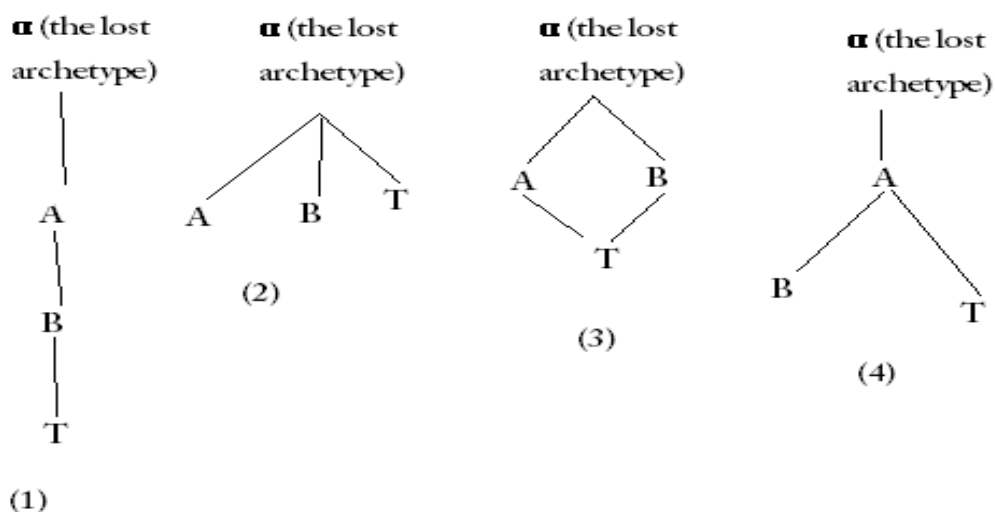 α (the lost
archetype)
A
B
T
(1)
α (the lost
archetype)
A
B
T
(2)
α (the lost
archetype)
A
B
T
(3)
α (the lost
archetype)
A
B
T
(4)